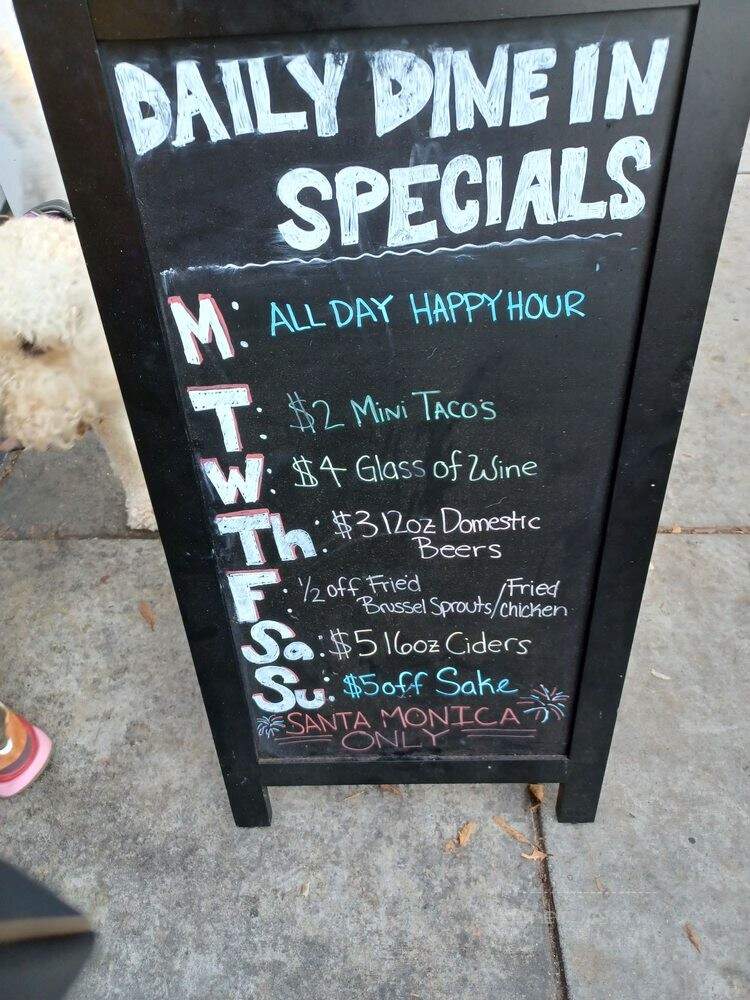 DAILY DINE IN
SPECIALS
M: ALL DAY HAPPY HOUR
T: $2 MINI TACO'S
W: $4 Glass of Wine
Th: $3 12oz Domestic
Beers
F: 1/2 off Fried
Brussel Sprouts/Fried
chicken
Sa: $5 16oz Ciders
Su: $5 off Sake
SANTA MONICA
ONLY